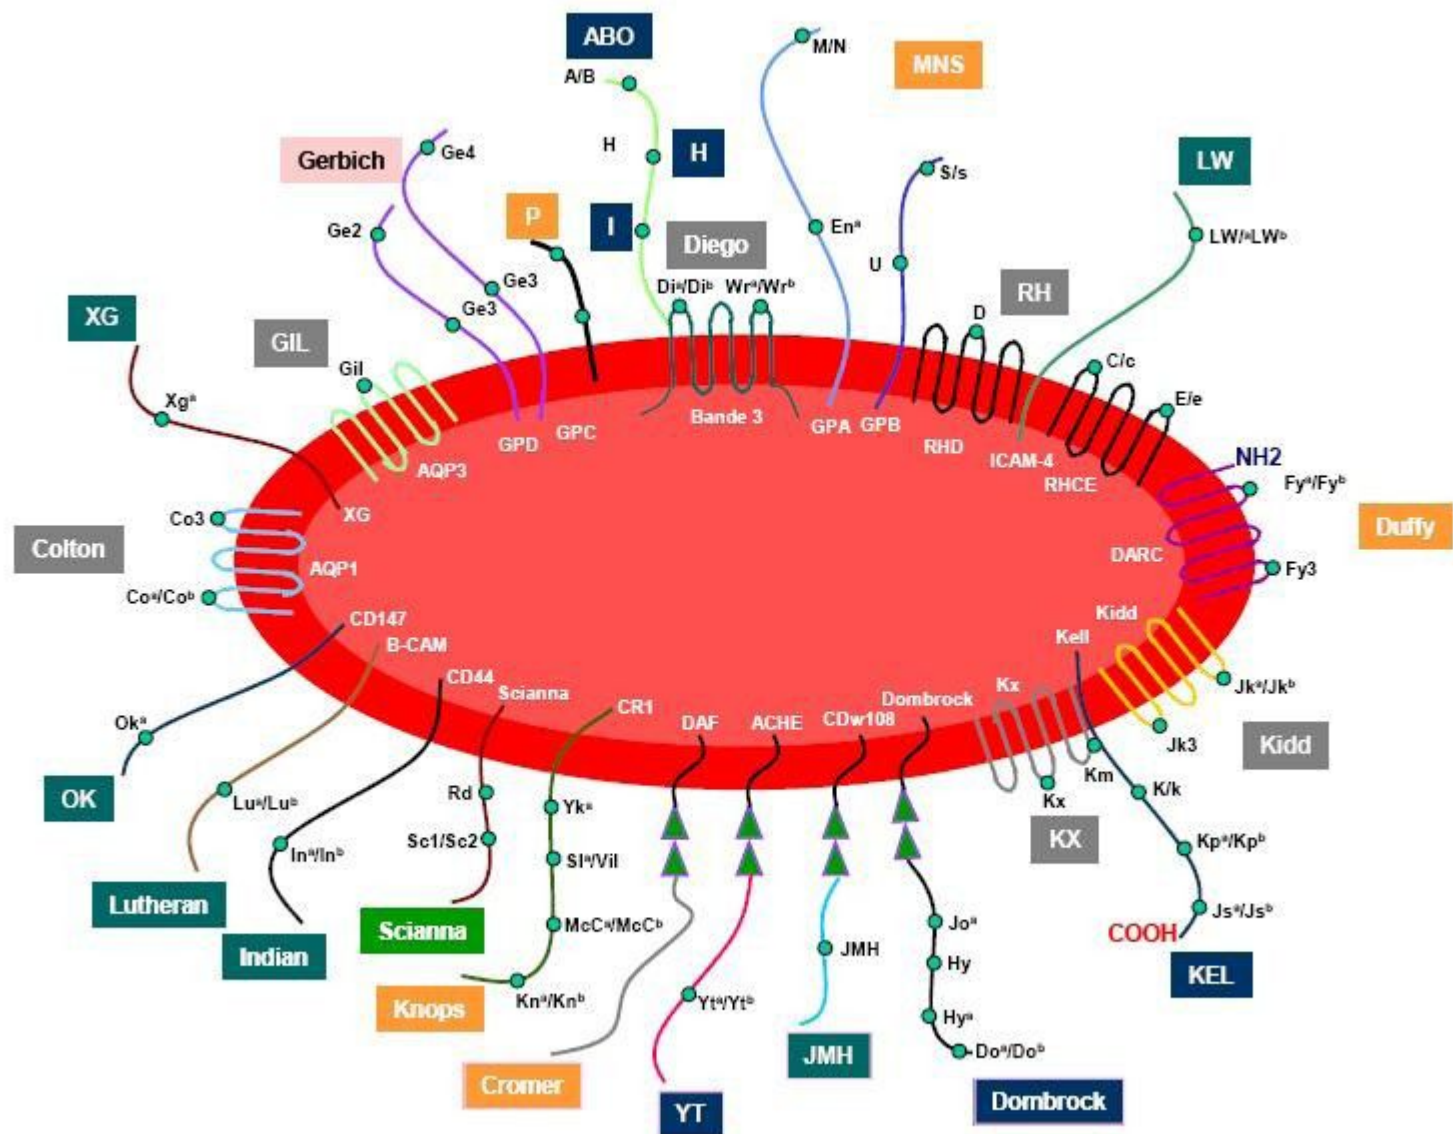 ABO
A/B
M/N
MNS
Gerbich
Ge4
H
H
S/s
LW
P
Ge2
I
Diego
Enᵃ
U
LW/ᵃLWᵇ
XG
Ge3
Ge3
Diᵃ/Diᵇ
Wrᵃ/Wrᵇ
RH
D
GIL
Gil
C/c
Xgᵃ
E/e
Bande 3
GPA
GPB
GPD
GPC
RHD
ICAM-4
AQP3
RHCE
NH2
Fyᵃ/Fyᵇ
Co3
XG
Duffy
Colton
AQP1
DARC
Fy3
Coᵃ/Coᵇ
CD147
B-CAM
Kidd
Kell
CD44
Scianna
CR1
DAF
ACHE
CDw108
Dombrock
Kx
Jkᵃ/Jkᵇ
Okᵃ
Jk3
Kidd
OK
Luᵃ/Luᵇ
Rd
Ykᵃ
Km
K/k
Kx
KX
Inᵃ/Inᵇ
Sc1/Sc2
Slᵃ/Vil
Kpᵃ/Kpᵇ
Lutheran
Scianna
McCᵃ/McCᵇ
Joᵃ
Jsᵃ/Jsᵇ
COOH
Indian
JMH
Hy
KEL
Knops
Knᵃ/Knᵇ
Ytᵃ/Ytᵇ
Hyᵃ
Doᵃ/Doᵇ
JMH
Cromer
YT
Dombrock